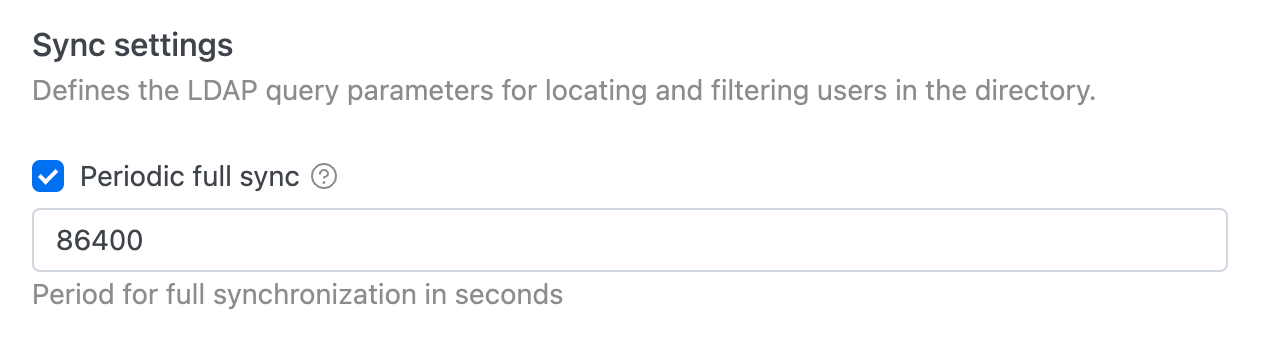 Sync settings
Defines the LDAP query parameters for locating and filtering users in the directory.
Periodic full sync ?
86400
Period for full synchronization in seconds